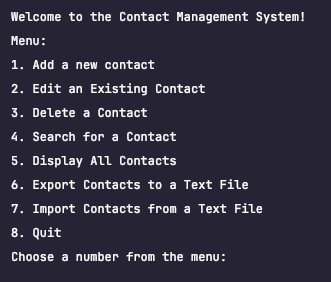 Welcome to the Contact Management System!
Menu:
1. Add a new contact
2. Edit an Existing Contact
3. Delete a Contact
4. Search for a Contact
5. Display All Contacts
6. Export Contacts to a Text File
7. Import Contacts from a Text File
8. Quit
Choose a number from the menu: